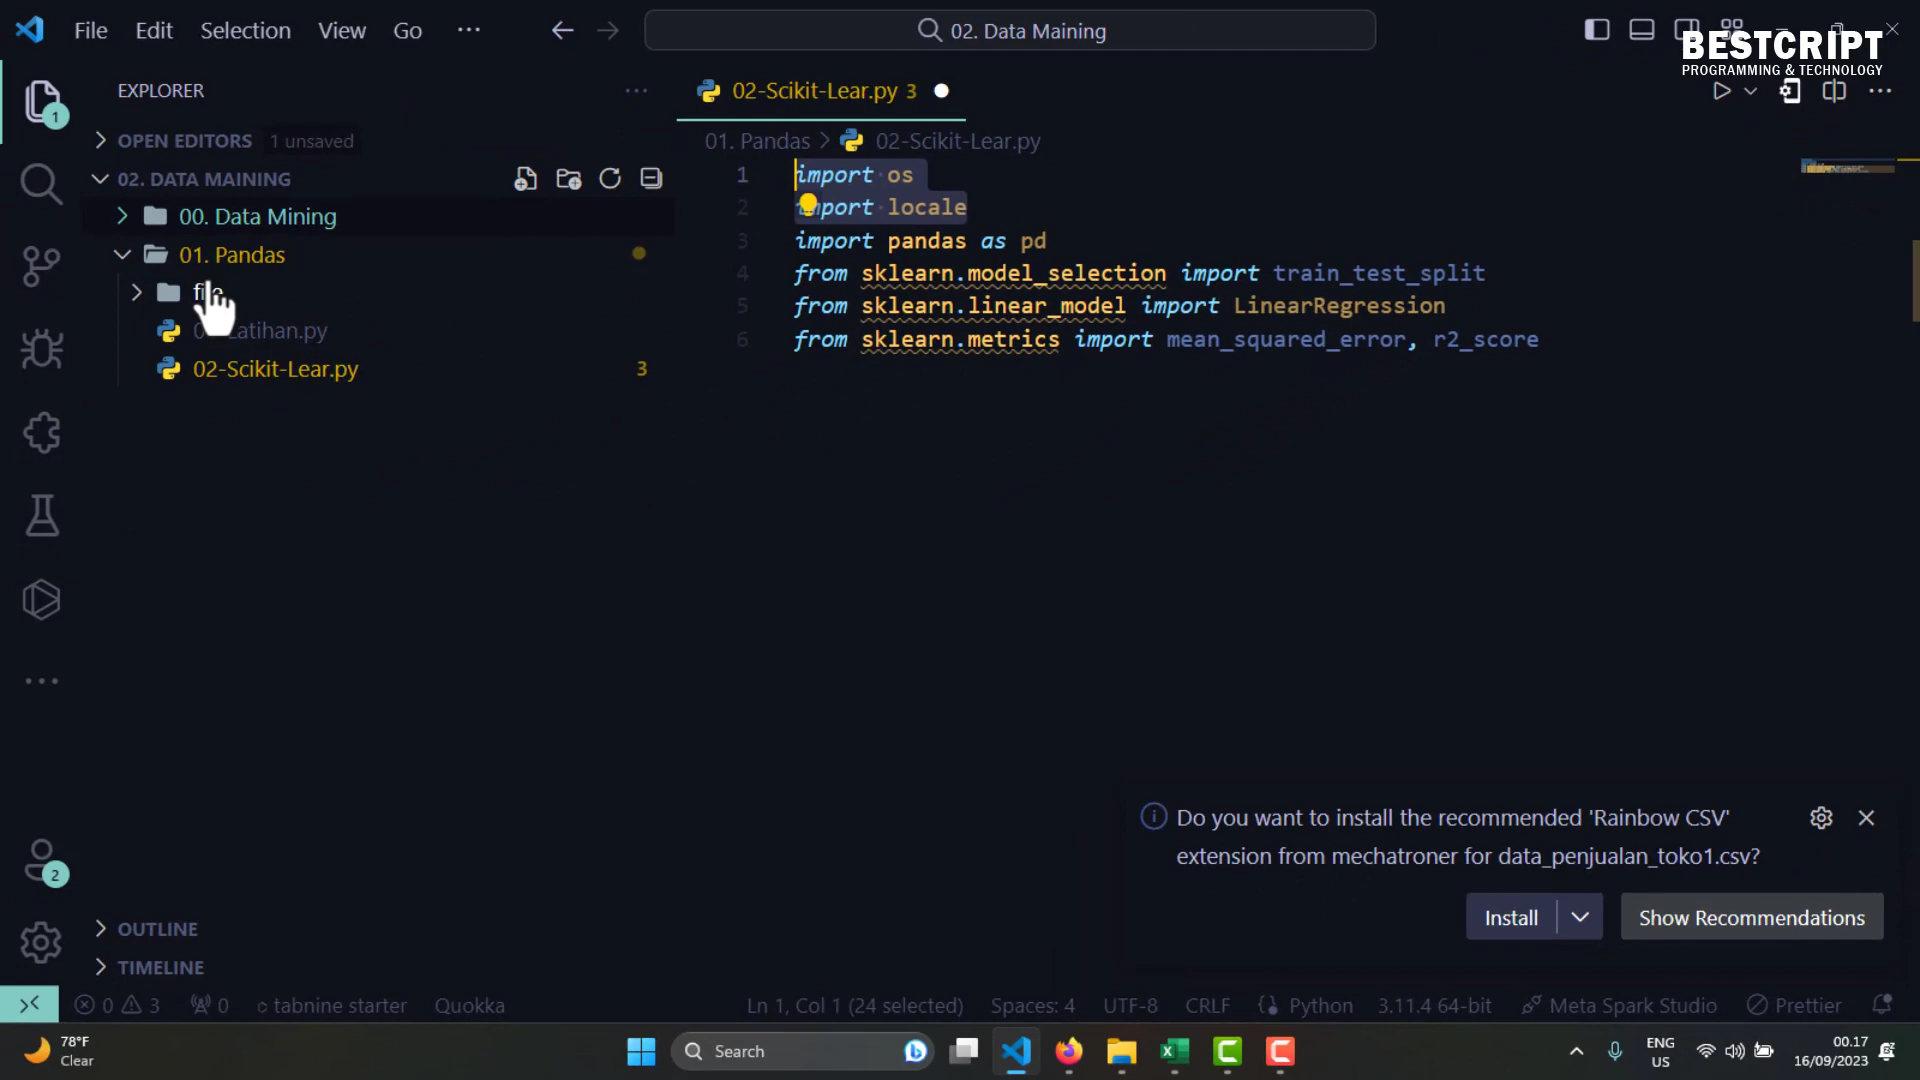 File Edit Selection View Go ...
02. Data Maining
BESTCRIPT
PROGRAMMING & TECHNOLOGY
EXPLORER
OPEN EDITORS 1 unsaved
02. DATA MAINING
00. Data Mining
01. Pandas
02-Scikit-Lear.py 3
1
2
02-Scikit-Lear.py 3
01. Pandas > 02-Scikit-Lear.py
1 import os
2 import locale
3 import pandas as pd
4 from sklearn.model_selection import train_test_split
5 from sklearn.linear_model import LinearRegression
6 from sklearn.metrics import mean_squared_error, r2_score
Do you want to install the recommended 'Rainbow CSV'
extension from mechatroner for data_penjualan_toko1.csv?
Install Show Recommendations
OUTLINE
TIMELINE
0 3 0 tabnine starter Quokka Ln 1, Col 1 (24 selected) Spaces: 4 UTF-8 CRLF Python 3.11.4 64-bit Meta Spark Studio Prettier
78°F
Clear
Search
ENG
US
00.17
16/09/2023